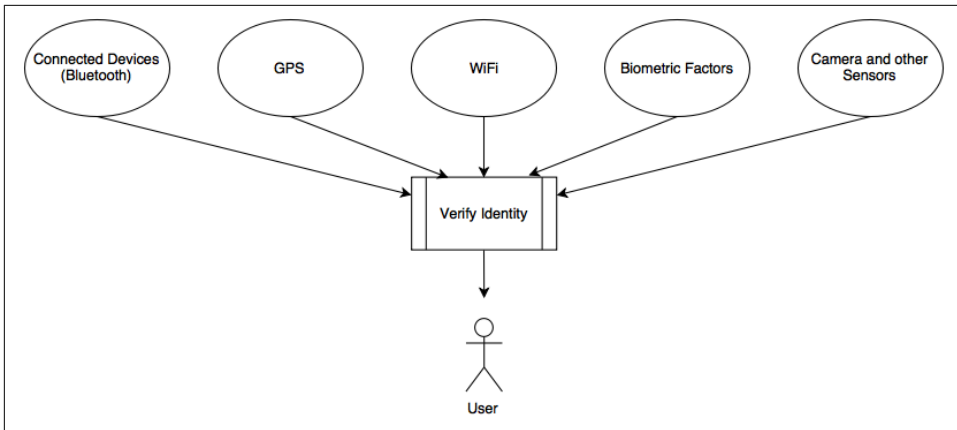 Connected Devices
(Bluetooth)
GPS
WiFi
Biometric Factors
Camera and other
Sensors
Verify Identity
User